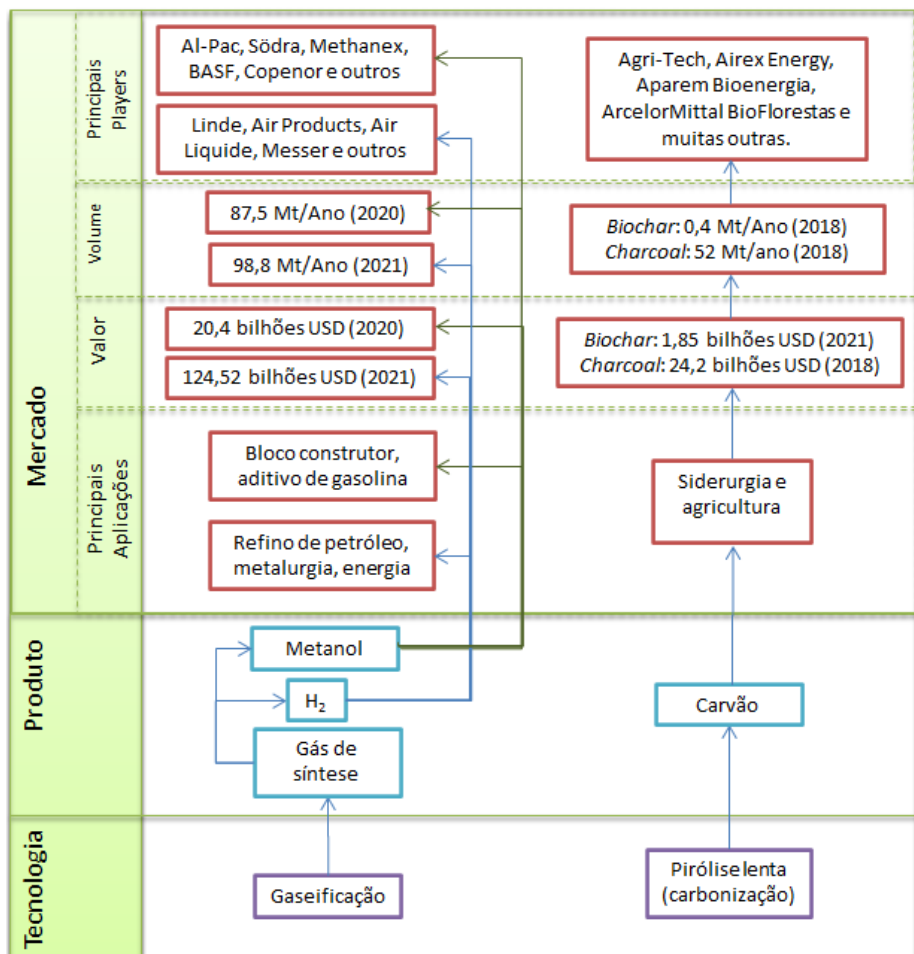 Mercado
Principais
Players
Al-Pac, Södra, Methanex,
BASF, Copenor e outros
Linde, Air Products, Air
Liquide, Messer e outros
Agri-Tech, Airex Energy,
Aparem Bioenergia,
ArcelorMittal BioFlorestas e
muitas outras.
Volume
87,5 Mt/Ano (2020)
98,8 Mt/Ano (2021)
Biochar: 0,4 Mt/Ano (2018)
Charcoal: 52 Mt/ano (2018)
Valor
20,4 bilhões USD (2020)
124,52 bilhões USD (2021)
Biochar: 1,85 bilhões USD (2021)
Charcoal: 24,2 bilhões USD (2018)
Principais
Aplicações
Bloco construtor,
aditivo de gasolina
Refino de petróleo,
metalurgia, energia
Siderurgia e
agricultura
Produto
Metanol
H₂
Gás de
síntese
Carvão
Tecnologia
Gaseificação
Pirólise lenta
(carbonização)